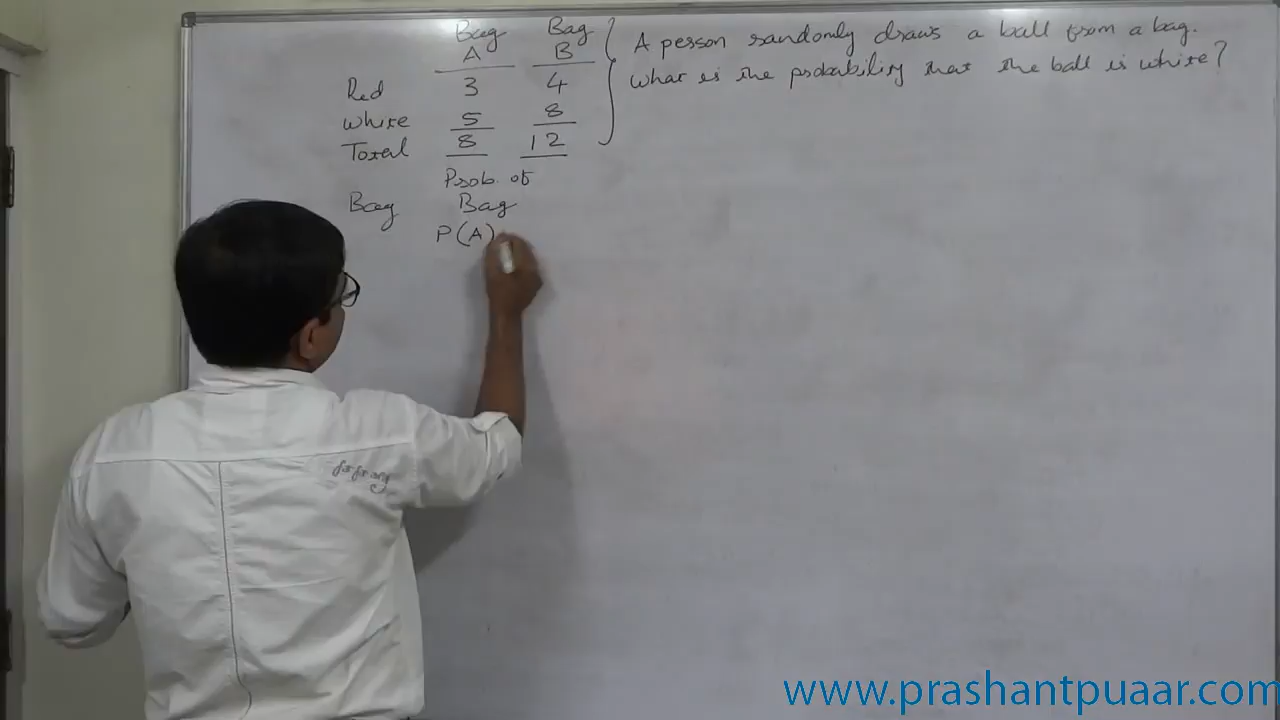 Bag Bag
A B
Red 3 4
White 5 8
Total 8 12
A person randomly draws a ball from a bag.
What is the probability that the ball is white?
Prob. of
Bag Bag
P(A)
www.prashantpuaar.com